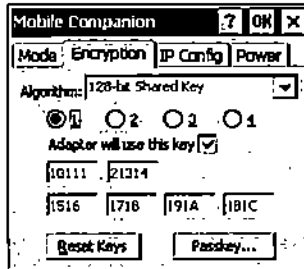 Mobile Companion ? OK ×
Mode Encryption IP Config Power
Algorithm: 128-bit Shared Key
1 2 3 4
Adapter will use this key
10111 21314
1516 1718 191A 1B1C
Reset Keys Passkey...